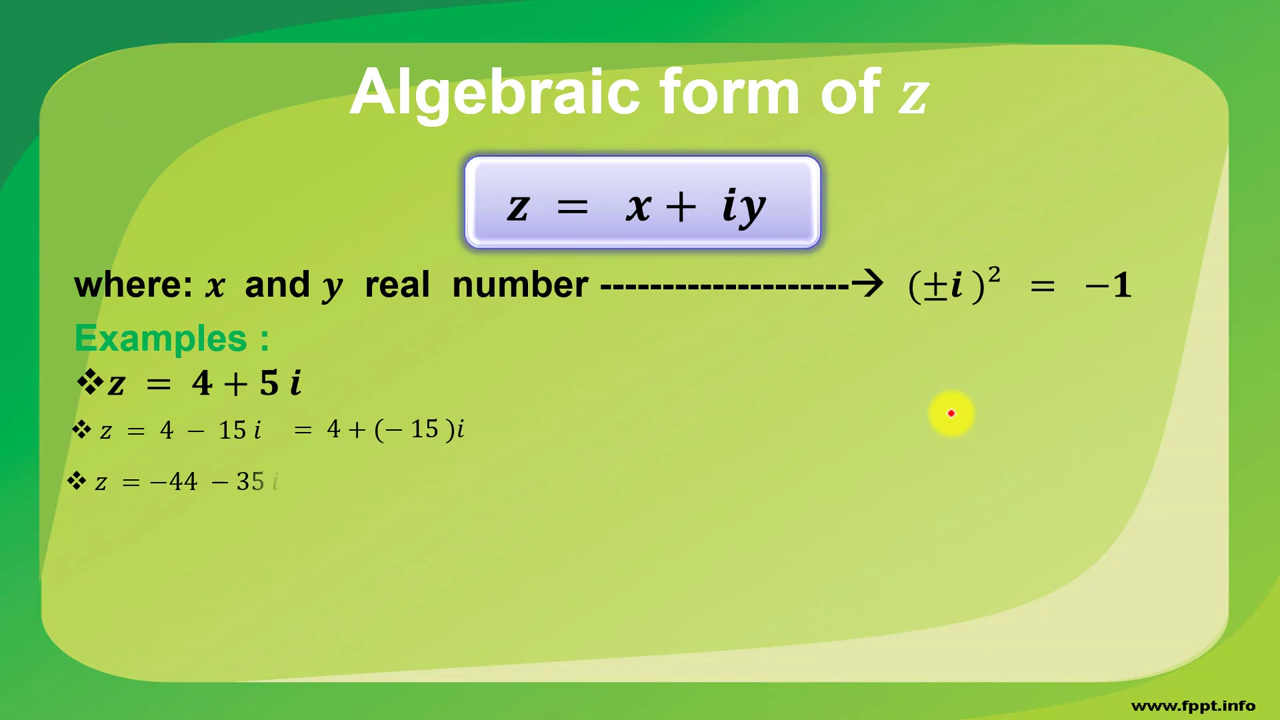 Algebraic form of z
z = x + iy
where: x and y real number --------------------→ (±i )² = −1
Examples :
❖z = 4 + 5 i
❖ z = 4 − 15 i = 4 + (− 15 )i
❖ z = −44 − 35 i
www.fppt.info